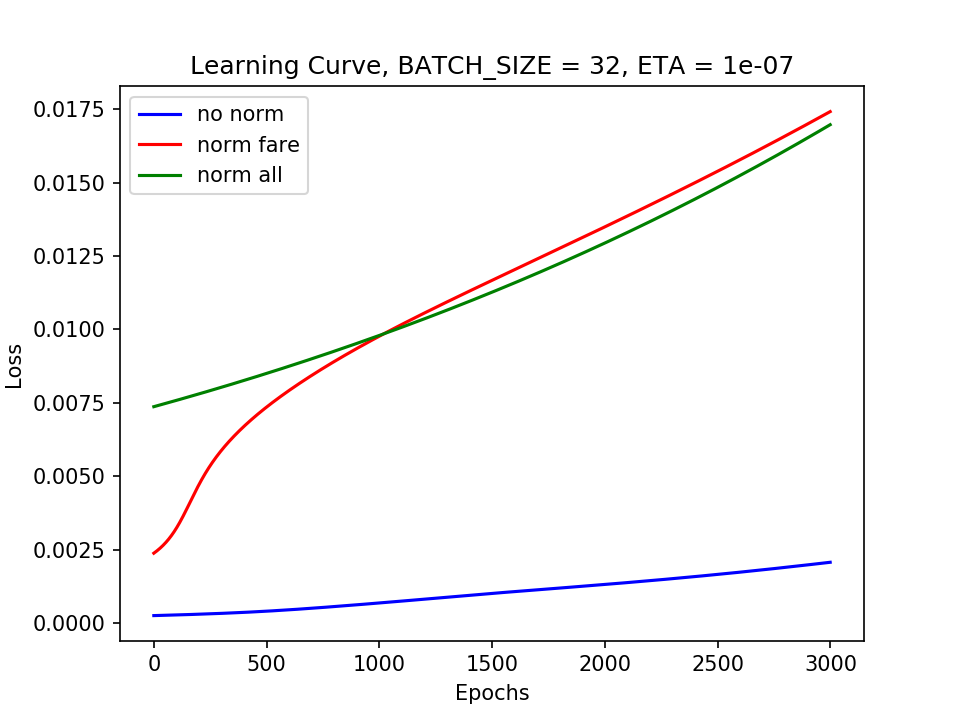 Learning Curve, BATCH_SIZE = 32, ETA = 1e-07
no norm
norm fare
norm all
0.0175
0.0150
0.0125
0.0100
0.0075
0.0050
0.0025
0.0000
Loss
0 500 1000 1500 2000 2500 3000
Epochs